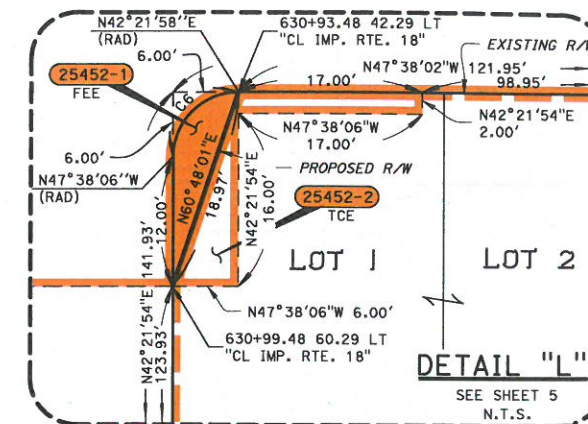 N42°21'58"E
(RAD)
630+93.48 42.29 LT
"CL IMP. RTE. 18"
6.00'
EXISTING R/W
25452-1
FEE
C6
17.00'
N47°38'02"W 121.95'
98.95'
N42°21'54"E
2.00'
6.00'
N47°38'06"W
17.00'
N47°38'06"W
(RAD)
N60°48'01"E
18.97'
PROPOSED R/W
25452-2
TCE
N42°21'54"E
16.00'
12.00'
LOT 1
LOT 2
N42°21'54"E 141.93'
123.93'
N47°38'06"W 6.00'
630+99.48 60.29 LT
"CL IMP. RTE. 18"
DETAIL "L"
SEE SHEET 5
N.T.S.